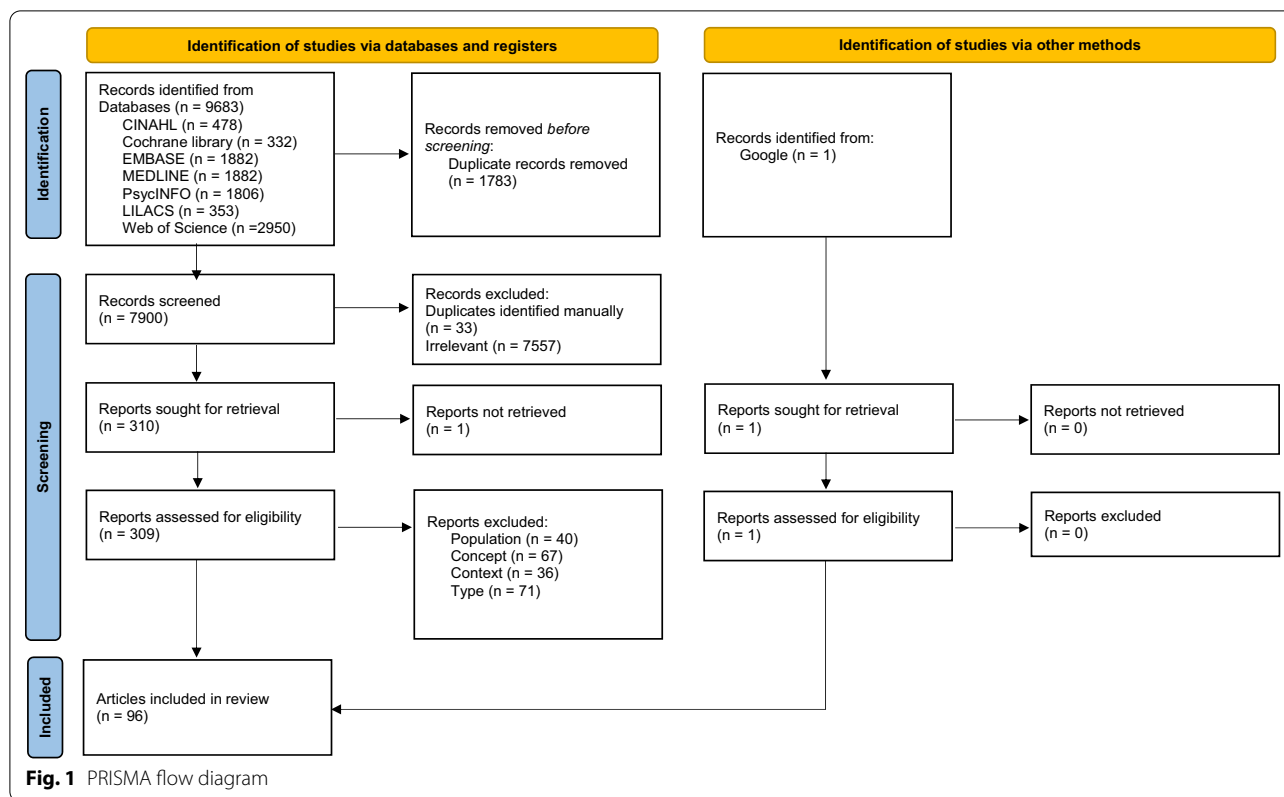 Identification of studies via databases and registers
Identification of studies via other methods
Identification
Records identified from
Databases (n = 9683)
CINAHL (n = 478)
Cochrane library (n = 332)
EMBASE (n = 1882)
MEDLINE (n = 1882)
PsycINFO (n = 1806)
LILACS (n = 353)
Web of Science (n =2950)
Records removed before
screening:
Duplicate records removed
(n = 1783)
Records identified from:
Google (n = 1)
Screening
Records screened
(n = 7900)
Records excluded:
Duplicates identified manually
(n = 33)
Irrelevant (n = 7557)
Reports sought for retrieval
(n = 310)
Reports not retrieved
(n = 1)
Reports sought for retrieval
(n = 1)
Reports not retrieved
(n = 0)
Reports assessed for eligibility
(n = 309)
Reports excluded:
Population (n = 40)
Concept (n = 67)
Context (n = 36)
Type (n = 71)
Reports assessed for eligibility
(n = 1)
Reports excluded
(n = 0)
Included
Articles included in review
(n = 96)
Fig. 1 PRISMA flow diagram